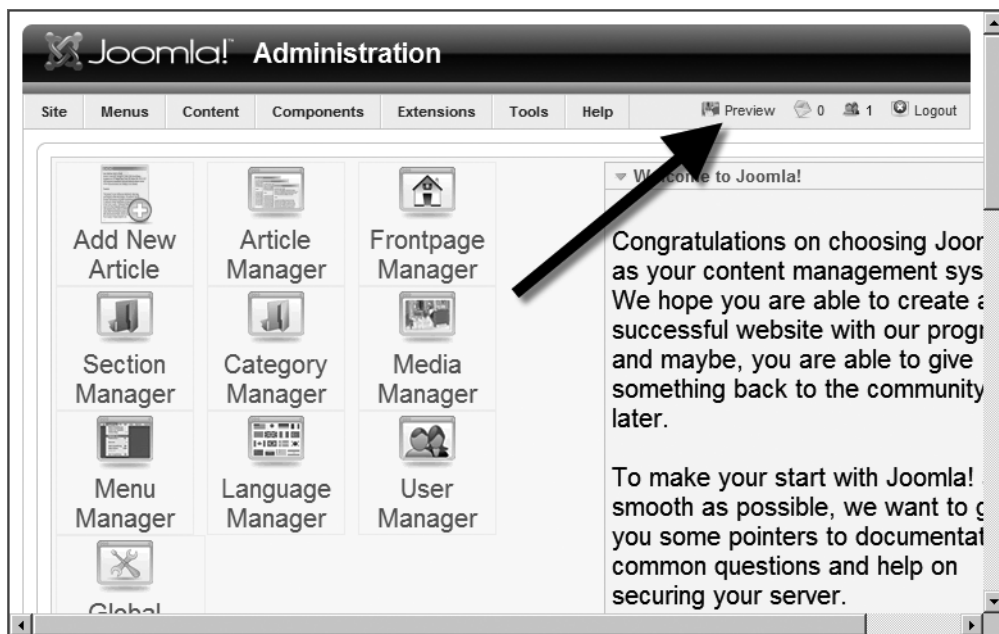 Joomla! Administration
Site Menus Content Components Extensions Tools Help Preview 0 1 Logout
Add New
Article
Article
Manager
Frontpage
Manager
Section
Manager
Category
Manager
Media
Manager
Menu
Manager
Language
Manager
User
Manager
Global
Welcome to Joomla!
Congratulations on choosing Joor
as your content management sys
We hope you are able to create a
successful website with our progr
and maybe, you are able to give
something back to the community
later.
To make your start with Joomla!
smooth as possible, we want to g
you some pointers to documentat
common questions and help on
securing your server.